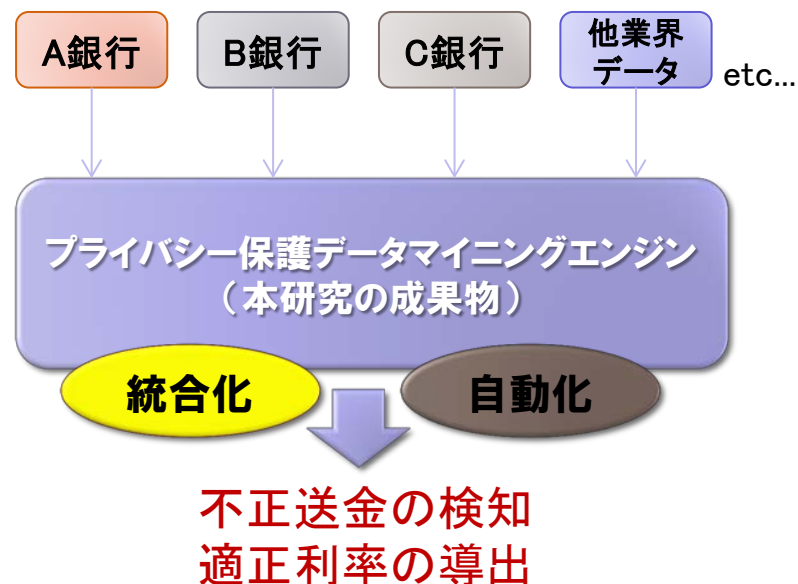 A銀行
B銀行
C銀行
他業界
データ
etc...
プライバシー保護データマイニングエンジン
（本研究の成果物）
統合化
自動化
不正送金の検知
適正利率の導出